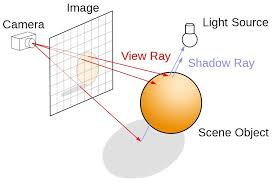 Image
Camera
Light Source
View Ray
Shadow Ray
Scene Object